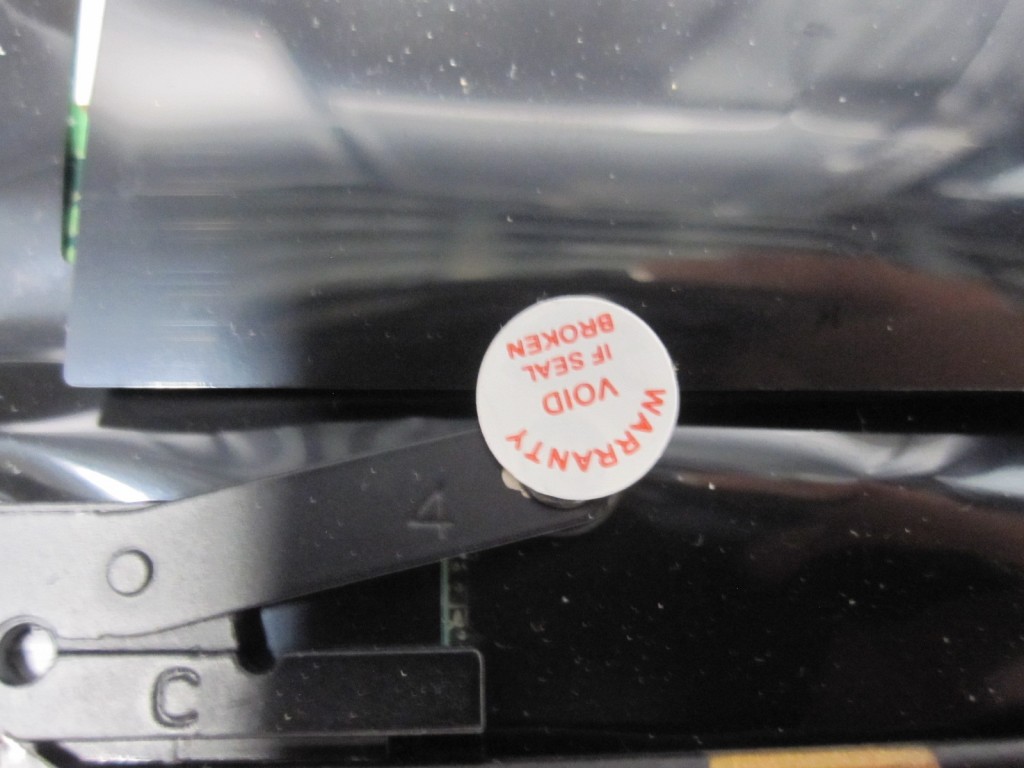 WARRANTY
VOID
IF SEAL
BROKEN
4
C